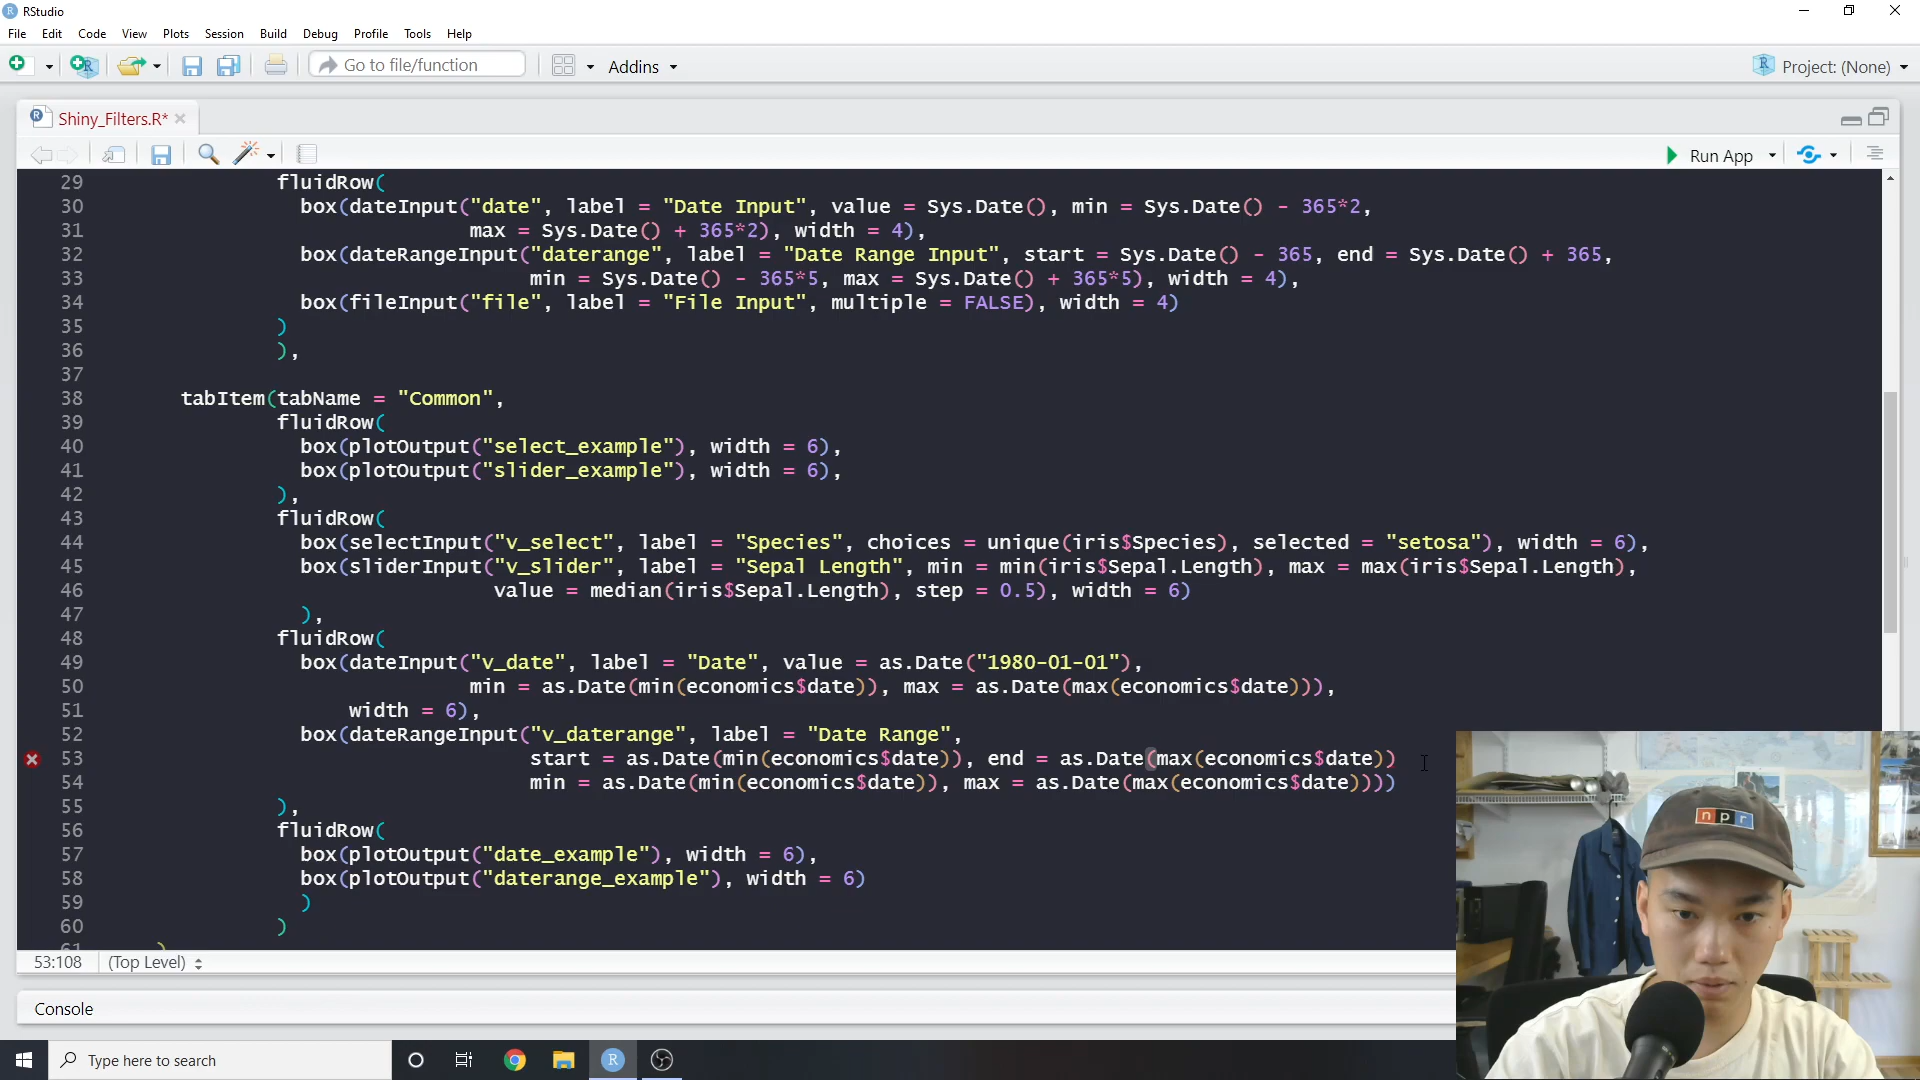 RStudio
File Edit Code View Plots Session Build Debug Profile Tools Help
Go to file/function Addins Project: (None)
Shiny_Filters.R*
Run App
29 fluidRow(
30 box(dateInput("date", label = "Date Input", value = Sys.Date(), min = Sys.Date() - 365*2,
31 max = Sys.Date() + 365*2), width = 4),
32 box(dateRangeInput("daterange", label = "Date Range Input", start = Sys.Date() - 365, end = Sys.Date() + 365,
33 min = Sys.Date() - 365*5, max = Sys.Date() + 365*5), width = 4),
34 box(fileInput("file", label = "File Input", multiple = FALSE), width = 4)
35 )
36 ),
37
38 tabItem(tabName = "Common",
39 fluidRow(
40 box(plotOutput("select_example"), width = 6),
41 box(plotOutput("slider_example"), width = 6),
42 ),
43 fluidRow(
44 box(selectInput("v_select", label = "Species", choices = unique(iris$Species), selected = "setosa"), width = 6),
45 box(sliderInput("v_slider", label = "Sepal Length", min = min(iris$Sepal.Length), max = max(iris$Sepal.Length),
46 value = median(iris$Sepal.Length), step = 0.5), width = 6)
47 ),
48 fluidRow(
49 box(dateInput("v_date", label = "Date", value = as.Date("1980-01-01"),
50 min = as.Date(min(economics$date)), max = as.Date(max(economics$date))),
51 width = 6),
52 box(dateRangeInput("v_daterange", label = "Date Range",
53 start = as.Date(min(economics$date)), end = as.Date(max(economics$date))
54 min = as.Date(min(economics$date)), max = as.Date(max(economics$date))))
55 ),
56 fluidRow(
57 box(plotOutput("date_example"), width = 6),
58 box(plotOutput("daterange_example"), width = 6)
59 )
60 )
61 )
53:108 (Top Level)
Console
Type here to search
npr